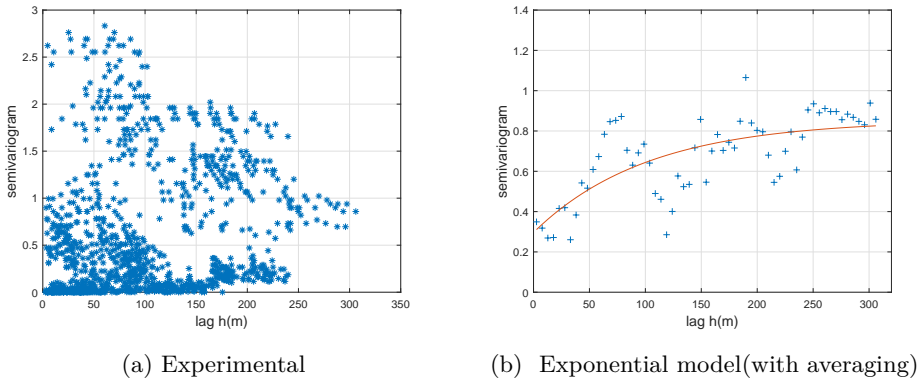 3
2.5
2
1.5
1
0.5
0
semivariogram
0 50 100 150 200 250 300 350
lag h(m)
(a) Experimental
1.4
1.2
1
0.8
0.6
0.4
0.2
0
semivariogram
0 50 100 150 200 250 300
lag h(m)
(b) Exponential model(with averaging)